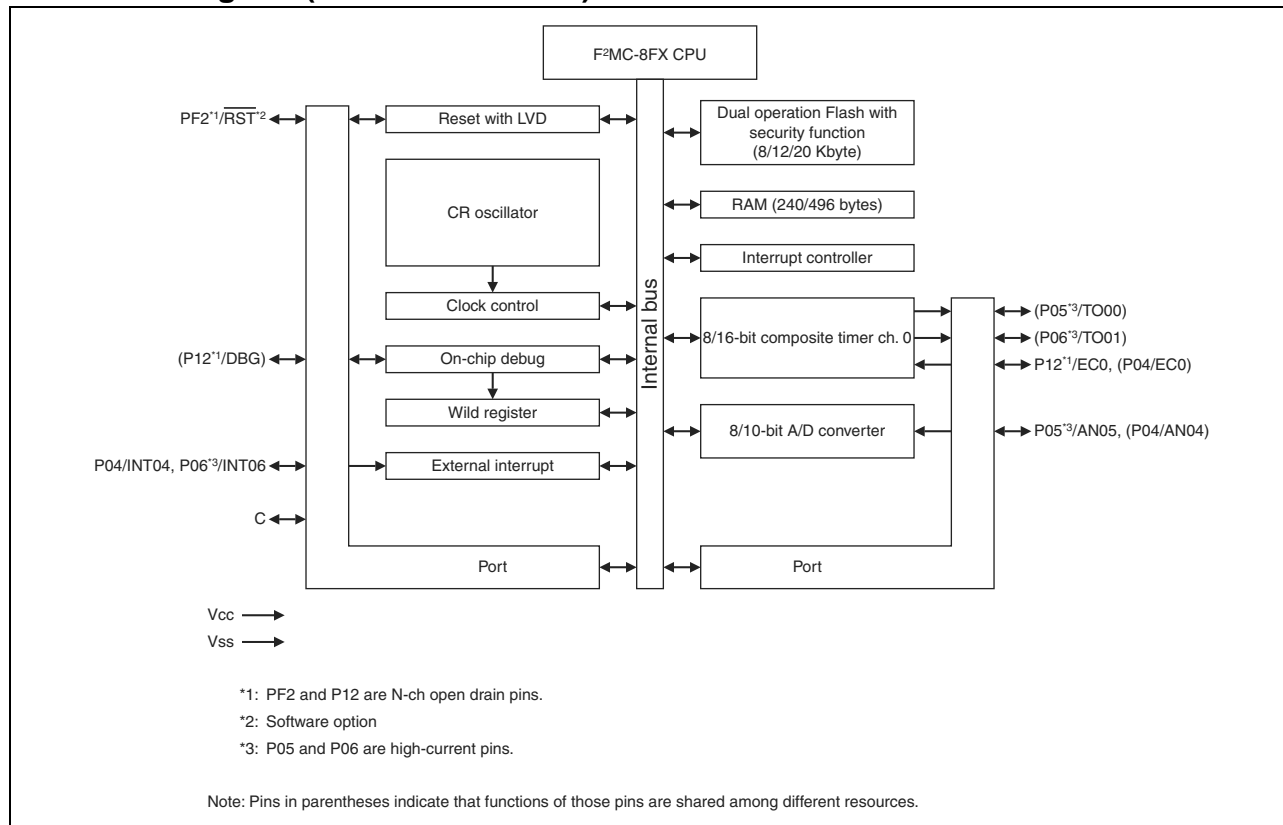 F²MC-8FX CPU
PF2*1/RST*2
Reset with LVD
Dual operation Flash with
security function
(8/12/20 Kbyte)
CR oscillator
RAM (240/496 bytes)
Interrupt controller
Clock control
Internal bus
8/16-bit composite timer ch. 0
(P05*3/TO00)
(P06*3/TO01)
P12*1/EC0, (P04/EC0)
(P12*1/DBG)
On-chip debug
Wild register
8/10-bit A/D converter
P05*3/AN05, (P04/AN04)
P04/INT04, P06*3/INT06
External interrupt
C
Port
Port
Vcc
Vss
*1: PF2 and P12 are N-ch open drain pins.
*2: Software option
*3: P05 and P06 are high-current pins.
Note: Pins in parentheses indicate that functions of those pins are shared among different resources.